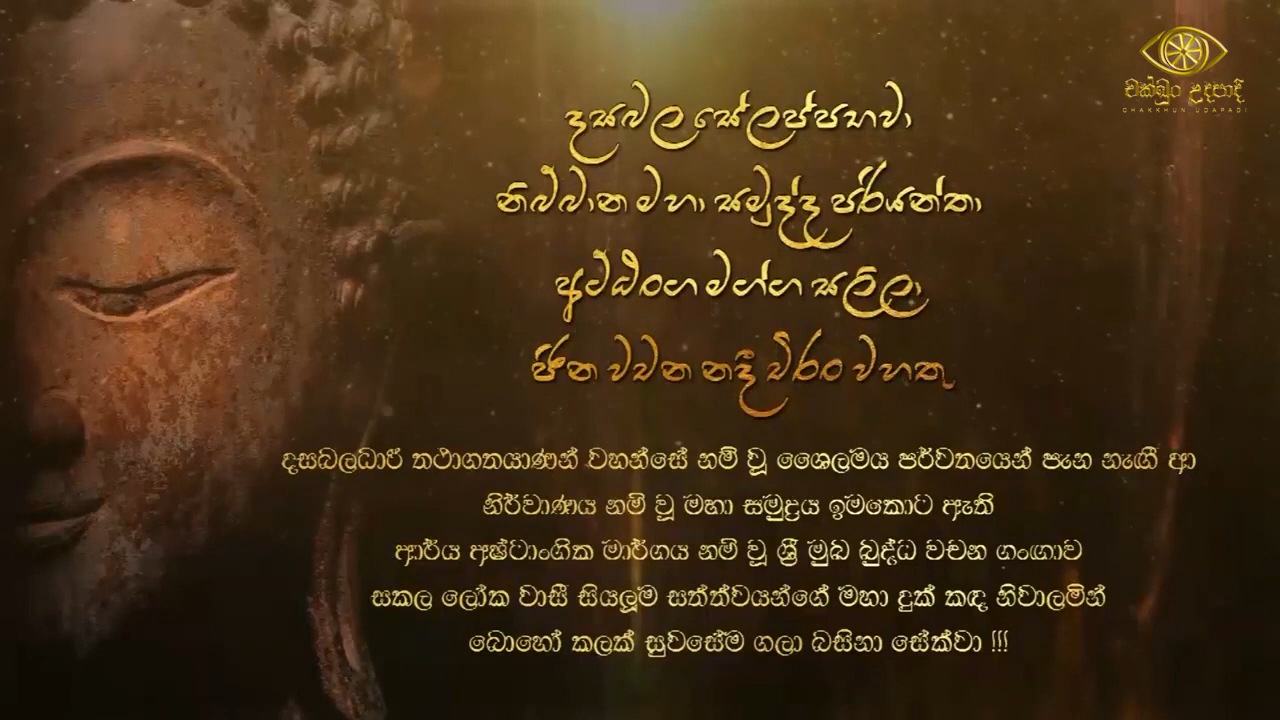 චක්ඛුං උදපාදි
CHAKKHUN UDAPADI
දසබල සේලප්පභවා
නිබ්බාන මහා සමුද්ද පරියන්තා
අට්ඨංග මග්ග සලිලා
ජින වචන නදී චිරං වහතු
දසබලධාරී තථාගතයාණන් වහන්සේ නම් වූ ශෛලමය පර්වතයෙන් පැන නැඟී ආ
නිර්වාණය නම් වූ මහා සමුද්‍රය ඉමකොට ඇති
ආර්ය අෂ්ටාංගික මාර්ගය නම් වූ ශ්‍රී මුඛ බුද්ධ වචන ගංඟාව
සකල ලෝක වාසී සියලූම සත්ත්වයන්ගේ මහා දුක් කඳ නිවාලමින්
බොහෝ කලක් සුවසේම ගලා බසිනා සේක්වා !!!